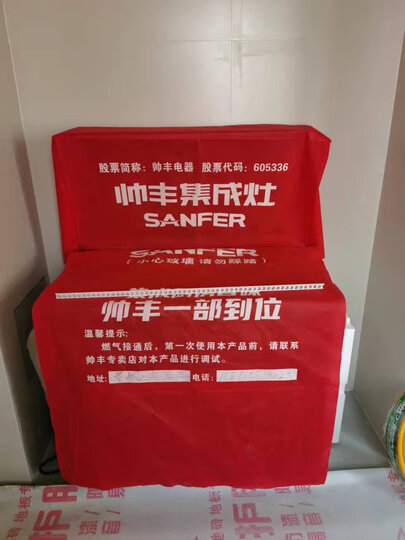 股票简称：帅丰电器 股票代码：605336
帅丰集成灶
SANFER
SANFER
(小心玻璃 请勿踩踏)
帅丰一部到位
温馨提示：
燃气接通后，第一次使用本产品前，请联系
帅丰专卖店对本产品进行调试。
地址： 电话：